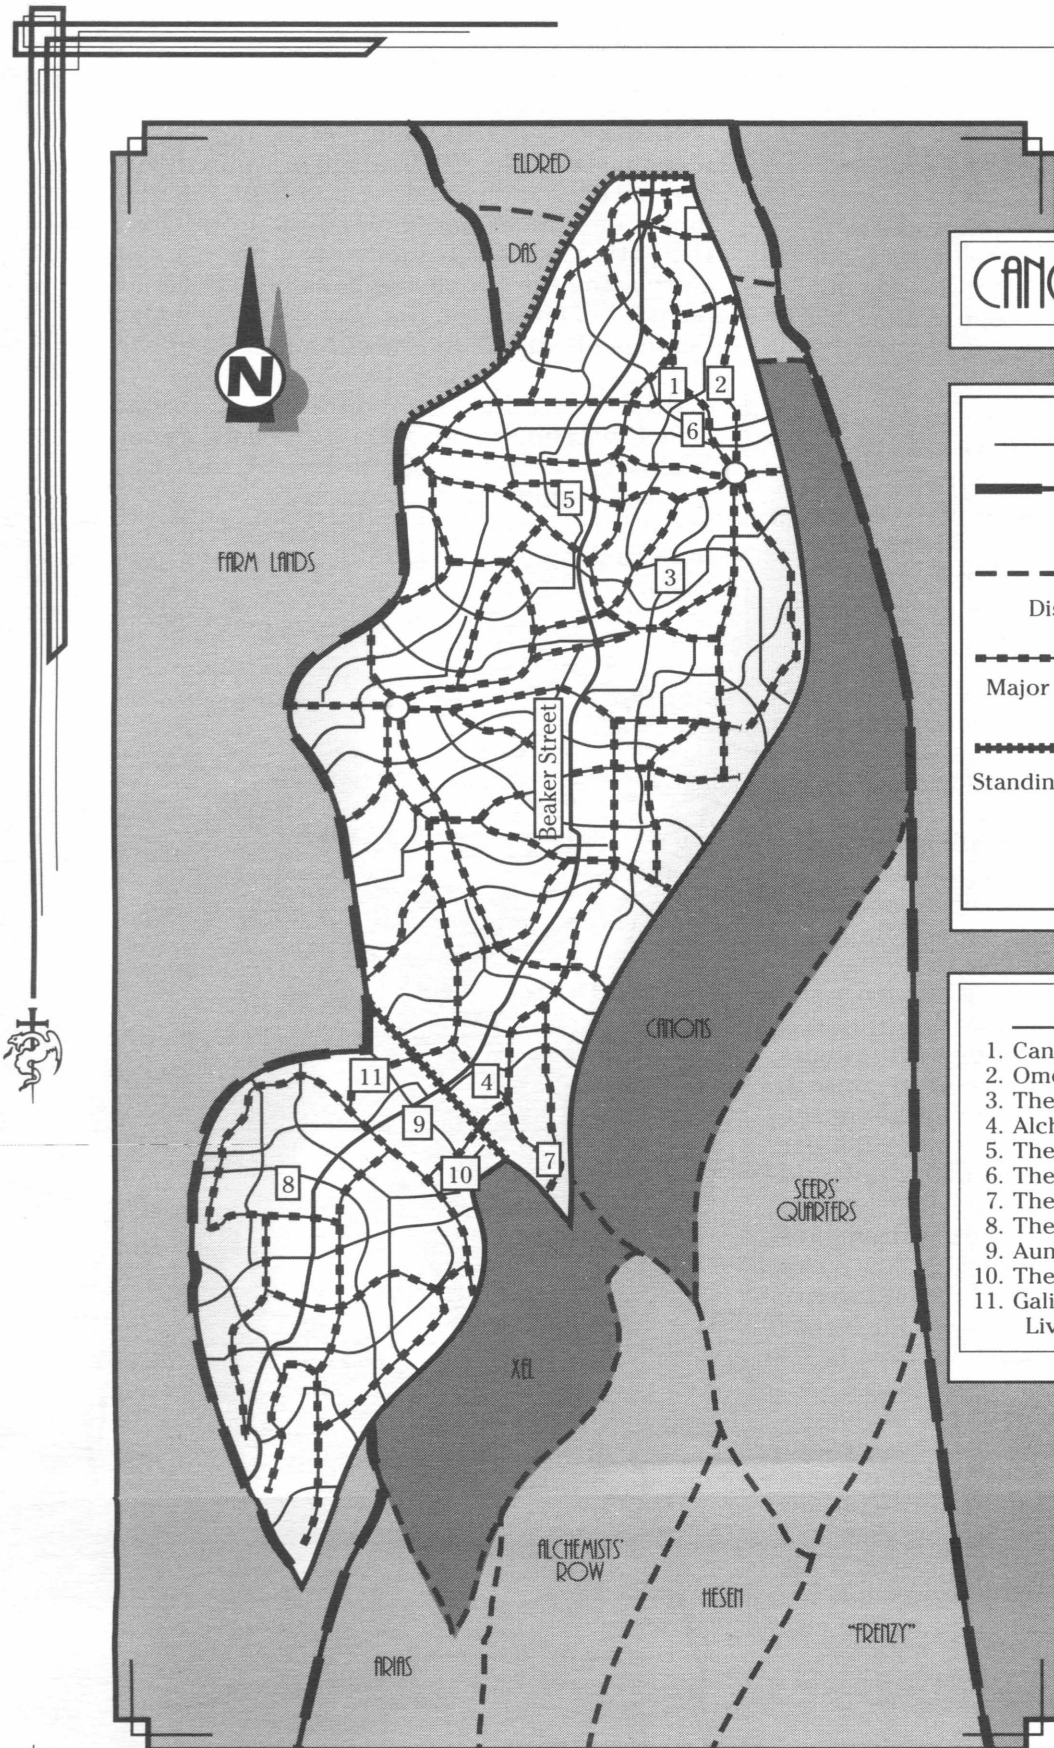 ELDRED
DAS
N
CANO
1
2
6
5
FARM LANDS
3
Dis
Major
Beaker Street
Standin
CANONS
11
4
9
10
7
8
1. Can
2. Ome
3. The
4. Alch
5. The
6. The
7. The
8. The
9. Aun
10. The
11. Gali
Liv
SEERS'
QUARTERS
XEL
ALCHEMISTS'
ROW
HESEN
"FRENZY"
ARIAS